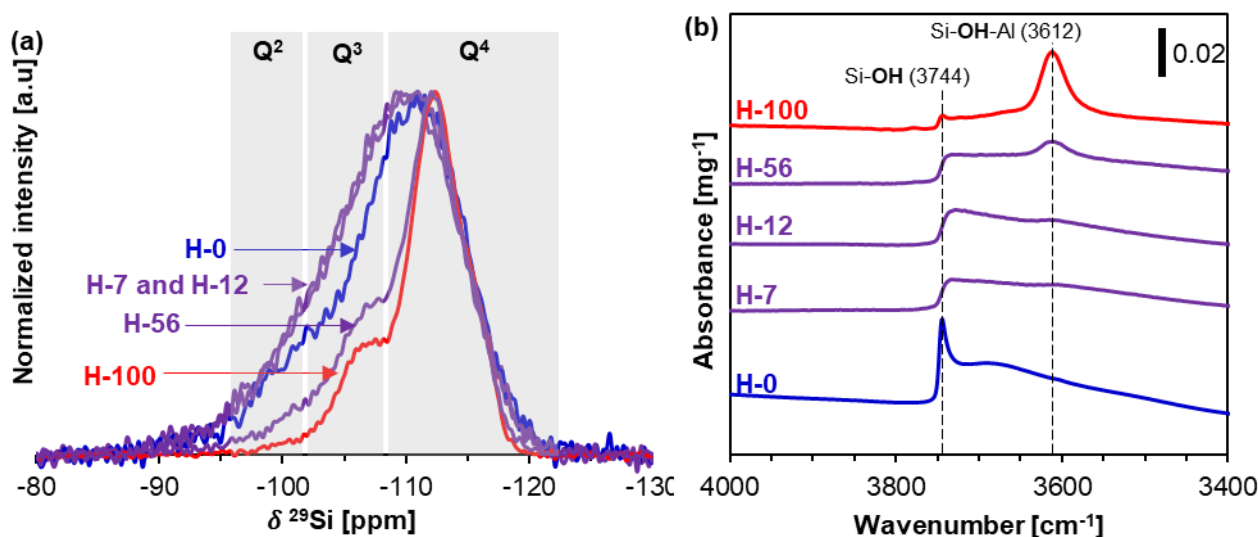 (a)
Normalized intensity [a.u]
Q²
Q³
Q⁴
H-0
H-7 and H-12
H-56
H-100
-80
-90
-100
-110
-120
-130
δ ²⁹Si [ppm]
(b)
Absorbance [mg⁻¹]
Si-OH-Al (3612)
Si-OH (3744)
0.02
H-100
H-56
H-12
H-7
H-0
4000
3800
3600
3400
Wavenumber [cm⁻¹]